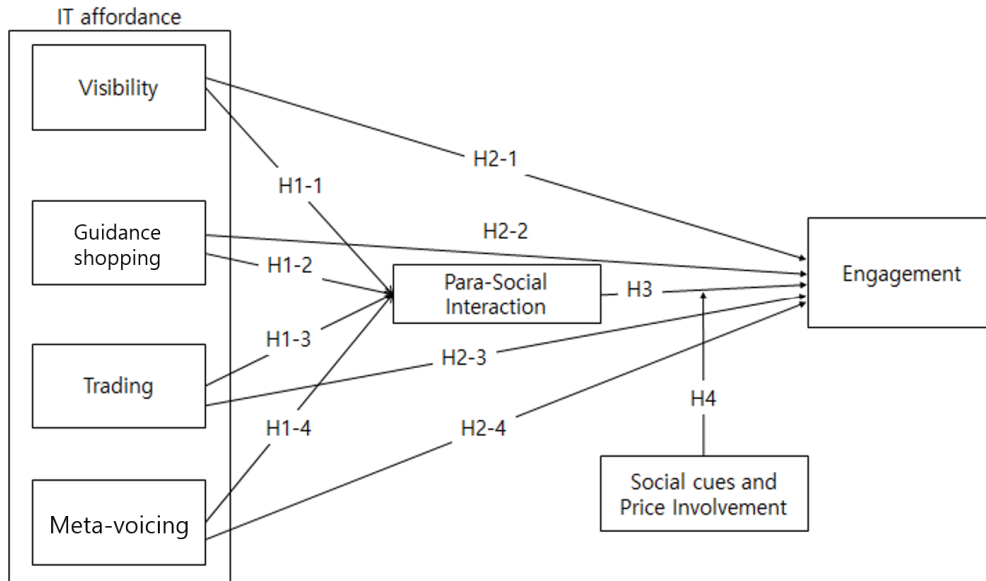 IT affordance
Visibility
H2-1
H1-1
Guidance
shopping
H2-2
H1-2
Para-Social
Interaction
H3
Engagement
H1-3
H2-3
Trading
H4
H1-4
H2-4
Social cues and
Price Involvement
Meta-voicing